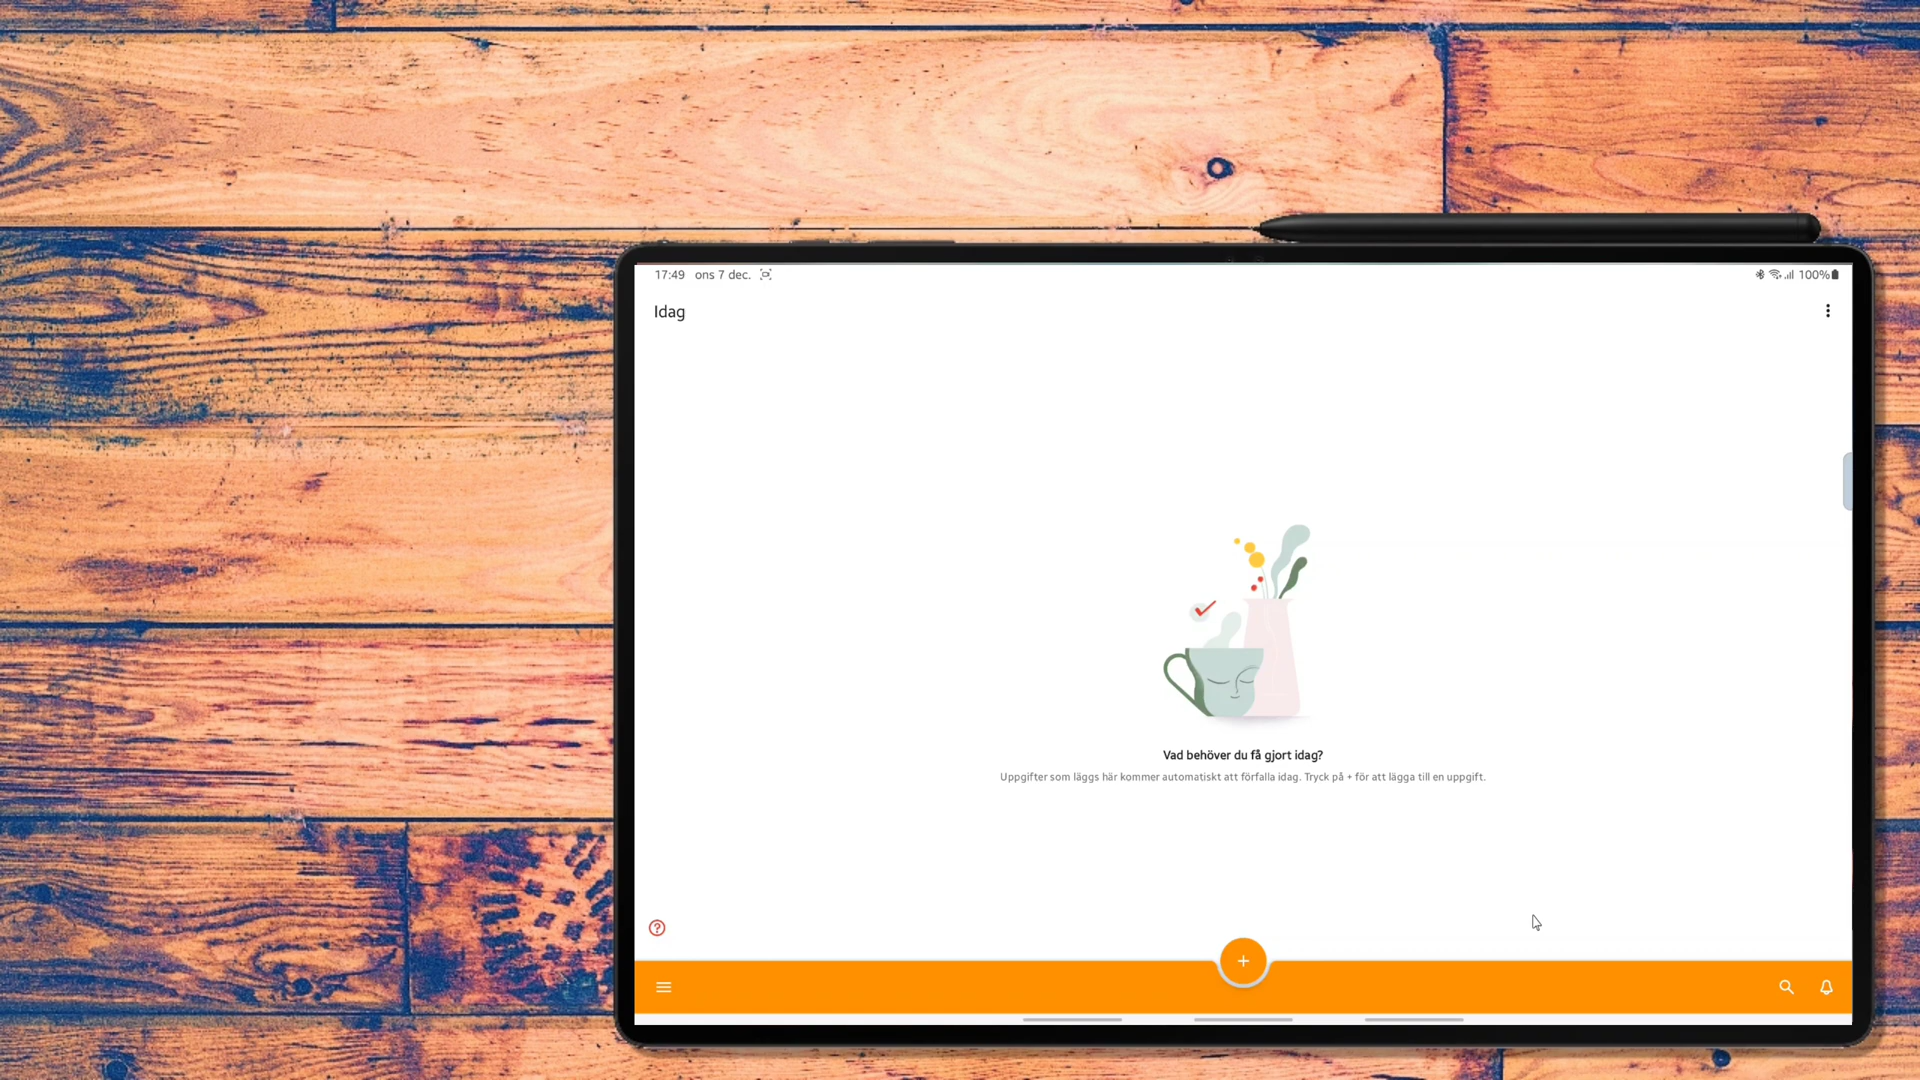 17:49 ons 7 dec. 100%
Idag
Vad behöver du få gjort idag?
Uppgifter som läggs här kommer automatiskt att förfalla idag. Tryck på + för att lägga till en uppgift.